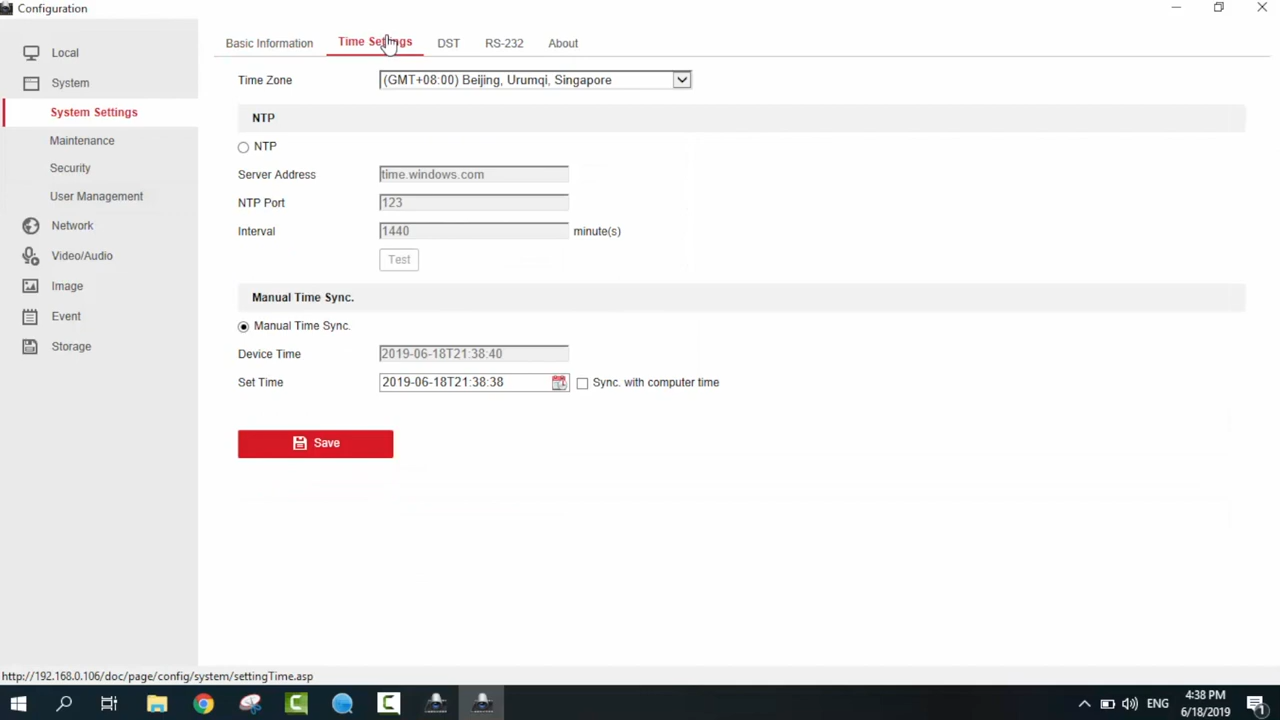 Configuration
Local
System
System Settings
Maintenance
Security
User Management
Network
Video/Audio
Image
Event
Storage
Basic Information Time Settings DST RS-232 About
Time Zone (GMT+08:00) Beijing, Urumqi, Singapore
NTP
NTP
Server Address time.windows.com
NTP Port 123
Interval 1440 minute(s)
Test
Manual Time Sync.
Manual Time Sync.
Device Time 2019-06-18T21:38:40
Set Time 2019-06-18T21:38:38 Sync. with computer time
Save
http://192.168.0.106/doc/page/config/system/settingTime.asp
ENG
4:38 PM
6/18/2019
1